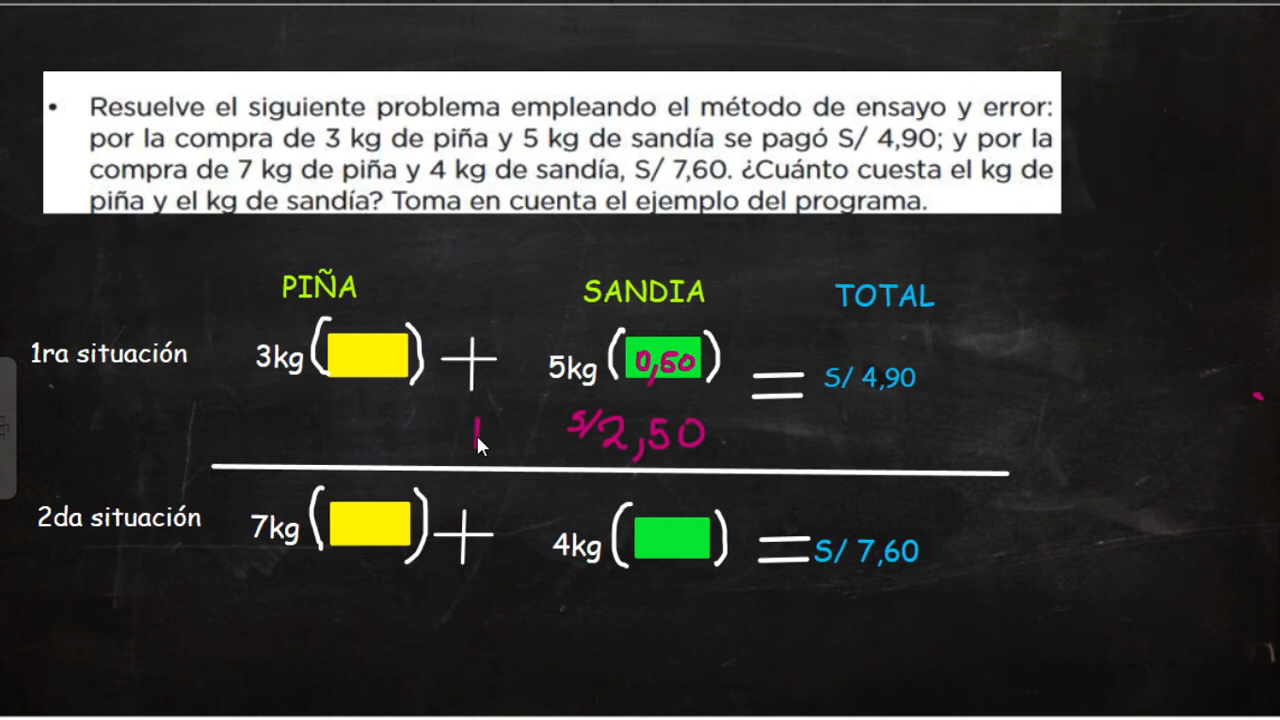 • Resuelve el siguiente problema empleando el método de ensayo y error:
por la compra de 3 kg de piña y 5 kg de sandía se pagó S/ 4,90; y por la
compra de 7 kg de piña y 4 kg de sandía, S/ 7,60. ¿Cuánto cuesta el kg de
piña y el kg de sandía? Toma en cuenta el ejemplo del programa.
PIÑA SANDIA TOTAL
1ra situación 3kg ( ) + 5kg (0,50) = S/ 4,90
S/2,50
2da situación 7kg ( ) + 4kg ( ) = S/ 7,60